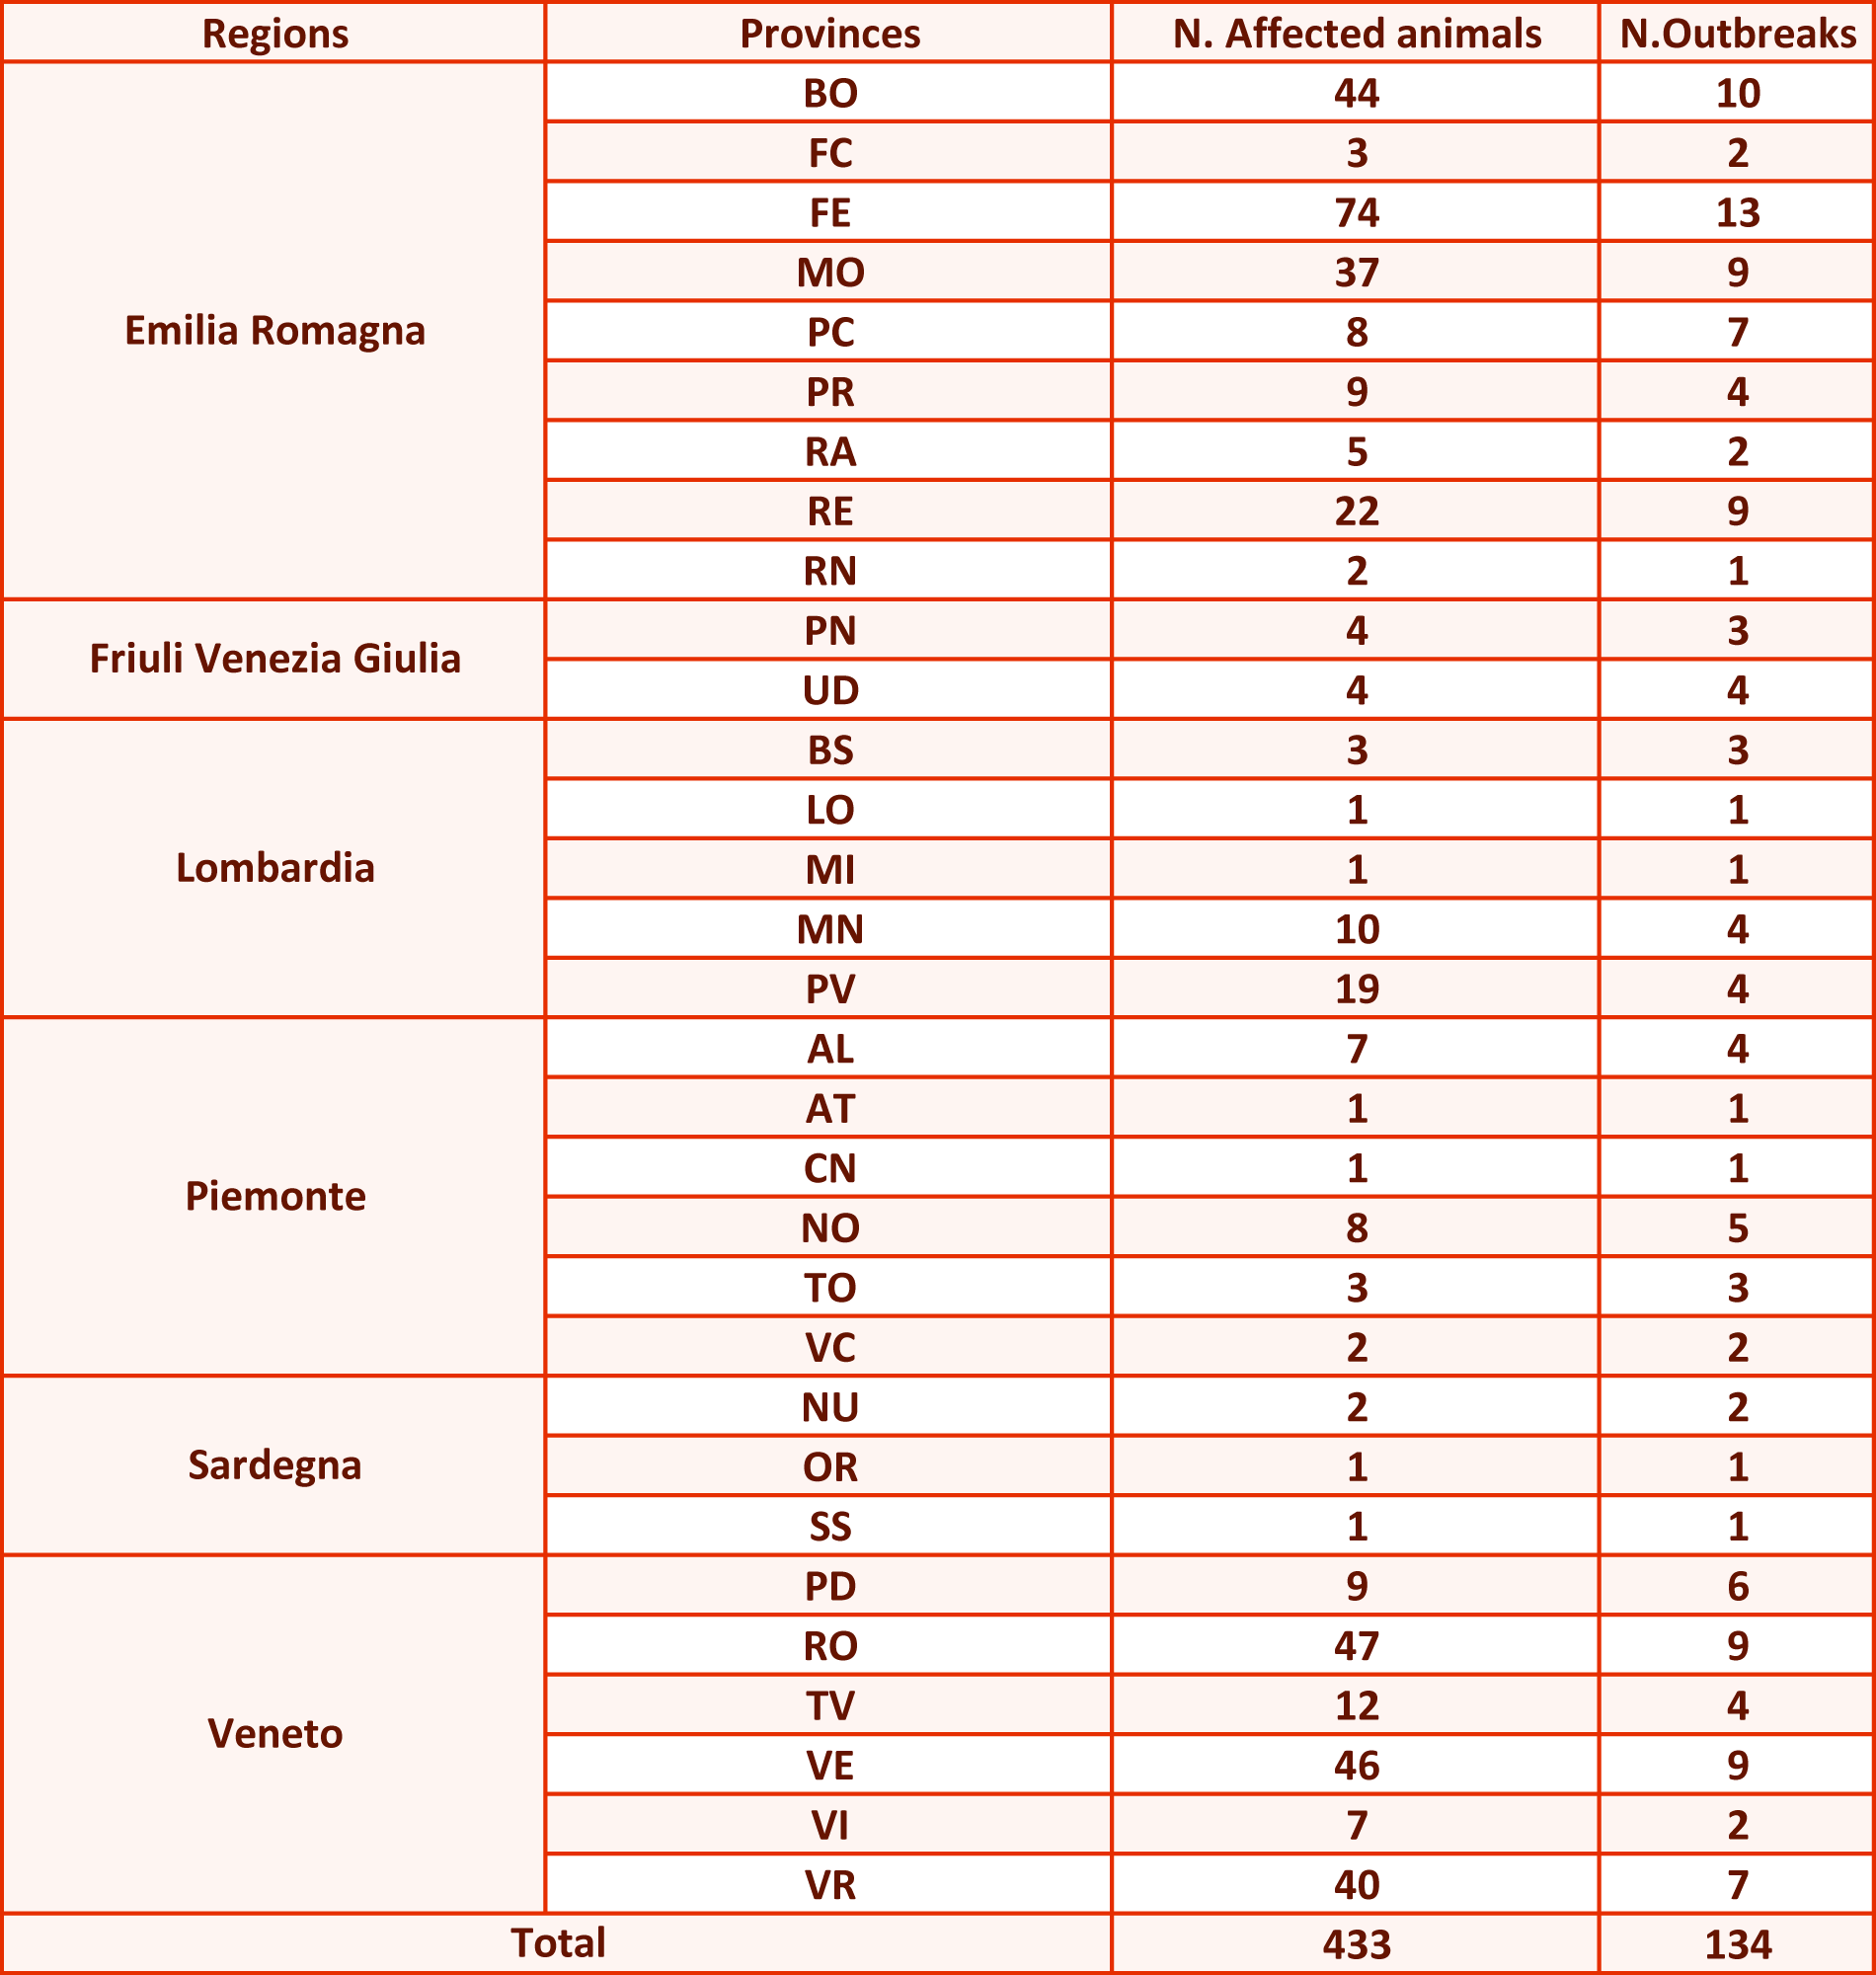 Regions Provinces N. Affected animals N.Outbreaks
Emilia Romagna
BO 44 10
FC 3 2
FE 74 13
MO 37 9
PC 8 7
PR 9 4
RA 5 2
RE 22 9
RN 2 1
Friuli Venezia Giulia
PN 4 3
UD 4 4
Lombardia
BS 3 3
LO 1 1
MI 1 1
MN 10 4
PV 19 4
Piemonte
AL 7 4
AT 1 1
CN 1 1
NO 8 5
TO 3 3
VC 2 2
Sardegna
NU 2 2
OR 1 1
SS 1 1
Veneto
PD 9 6
RO 47 9
TV 12 4
VE 46 9
VI 7 2
VR 40 7
Total 433 134